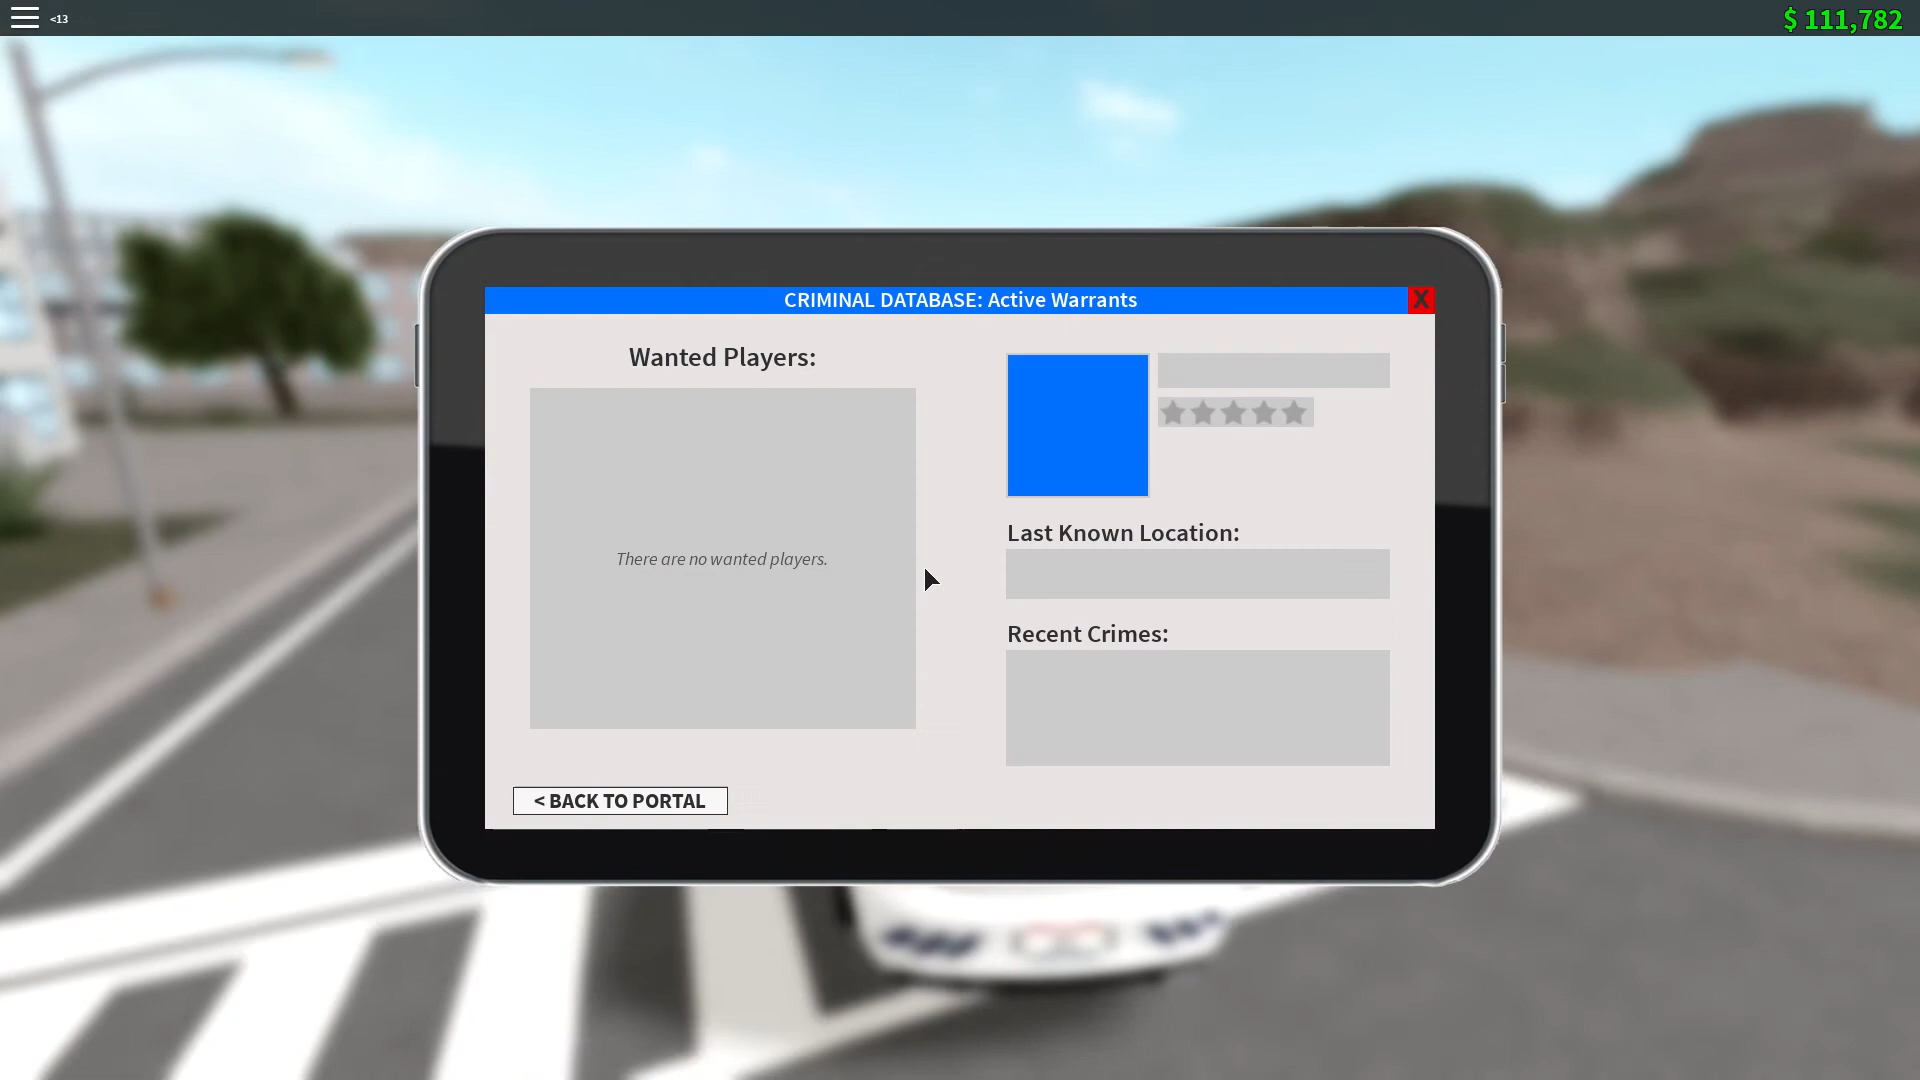 <13
$ 111,782
CRIMINAL DATABASE: Active Warrants
X
Wanted Players:
There are no wanted players.
Last Known Location:
Recent Crimes:
< BACK TO PORTAL